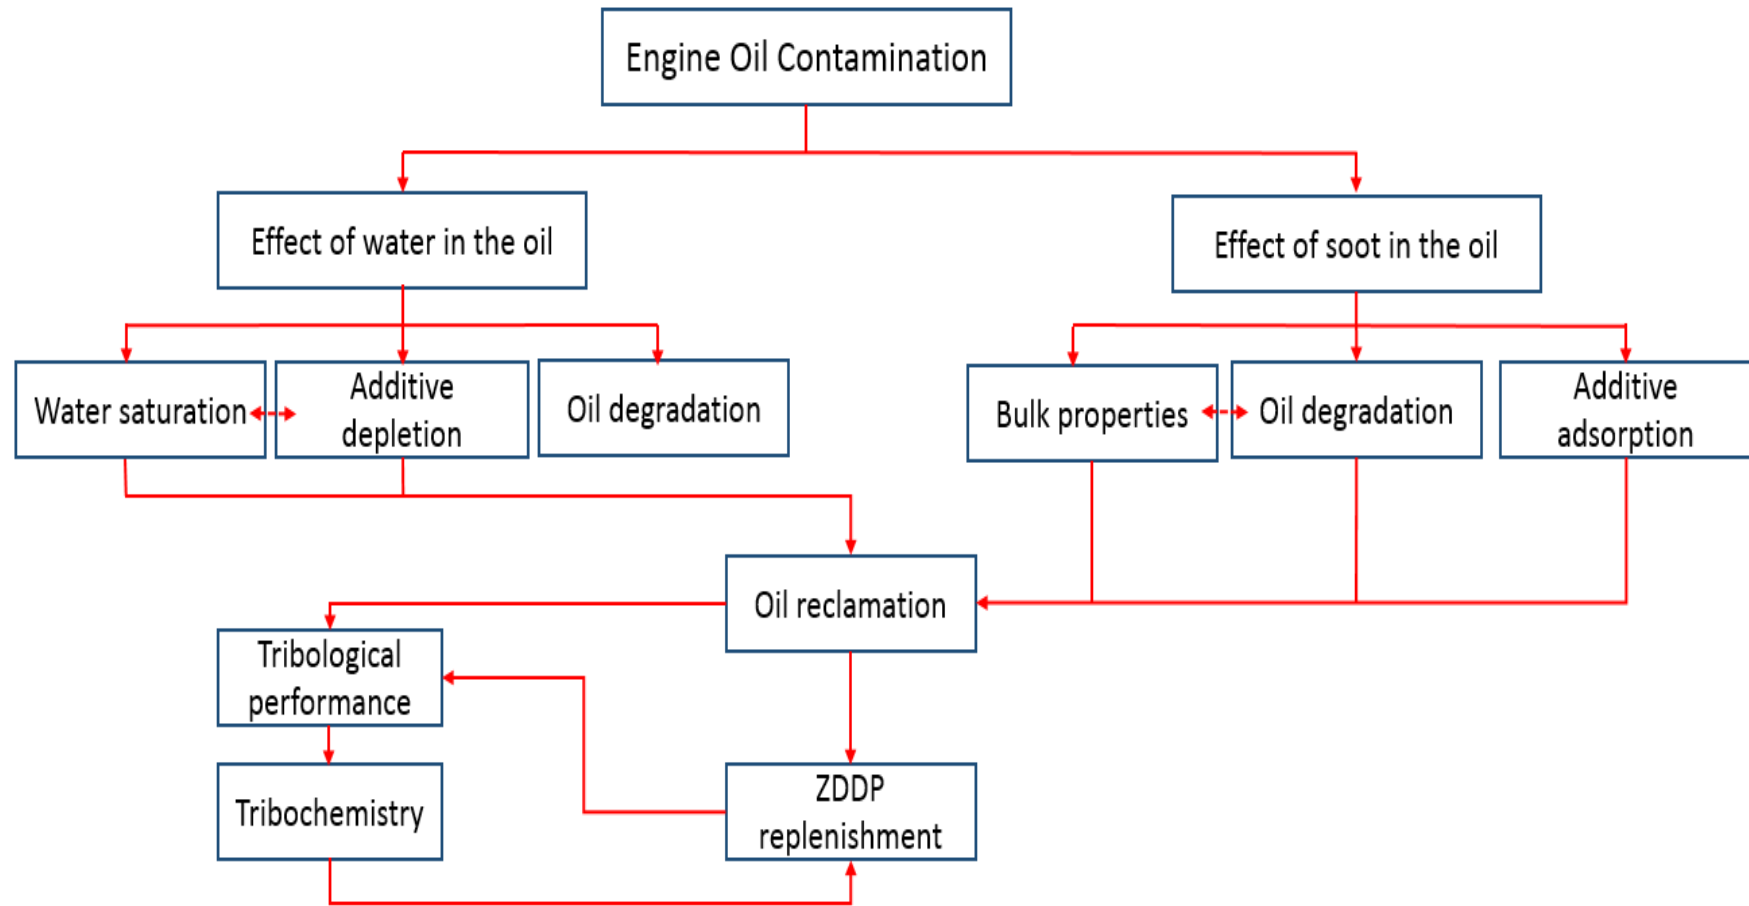 Engine Oil Contamination
Effect of water in the oil
Effect of soot in the oil
Water saturation
Additive
depletion
Oil degradation
Bulk properties
Oil degradation
Additive
adsorption
Oil reclamation
Tribological
performance
Tribochemistry
ZDDP
replenishment